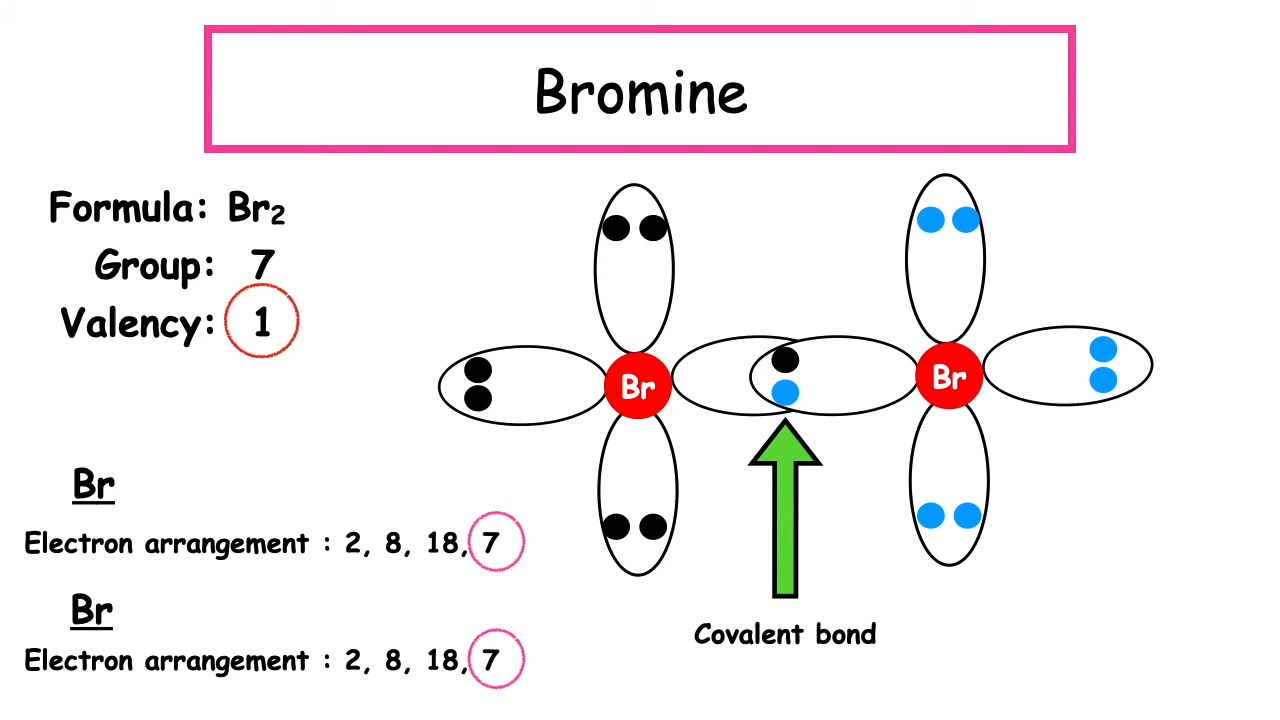 Bromine
Formula: Br₂
Group: 7
Valency: 1
Br
Br
Br
Electron arrangement : 2, 8, 18, 7
Br
Electron arrangement : 2, 8, 18, 7
Covalent bond